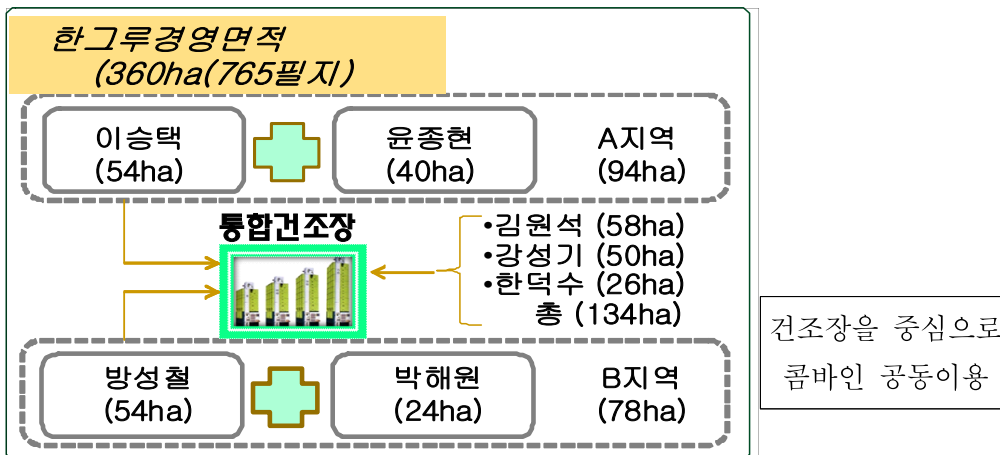 한그루경영면적
(360ha(765필지)
이승택
(54ha)
윤종현
(40ha)
A지역
(94ha)
통합건조장
•김원석 (58ha)
•강성기 (50ha)
•한덕수 (26ha)
총 (134ha)
방성철
(54ha)
박해원
(24ha)
B지역
(78ha)
건조장을 중심으로
콤바인 공동이용